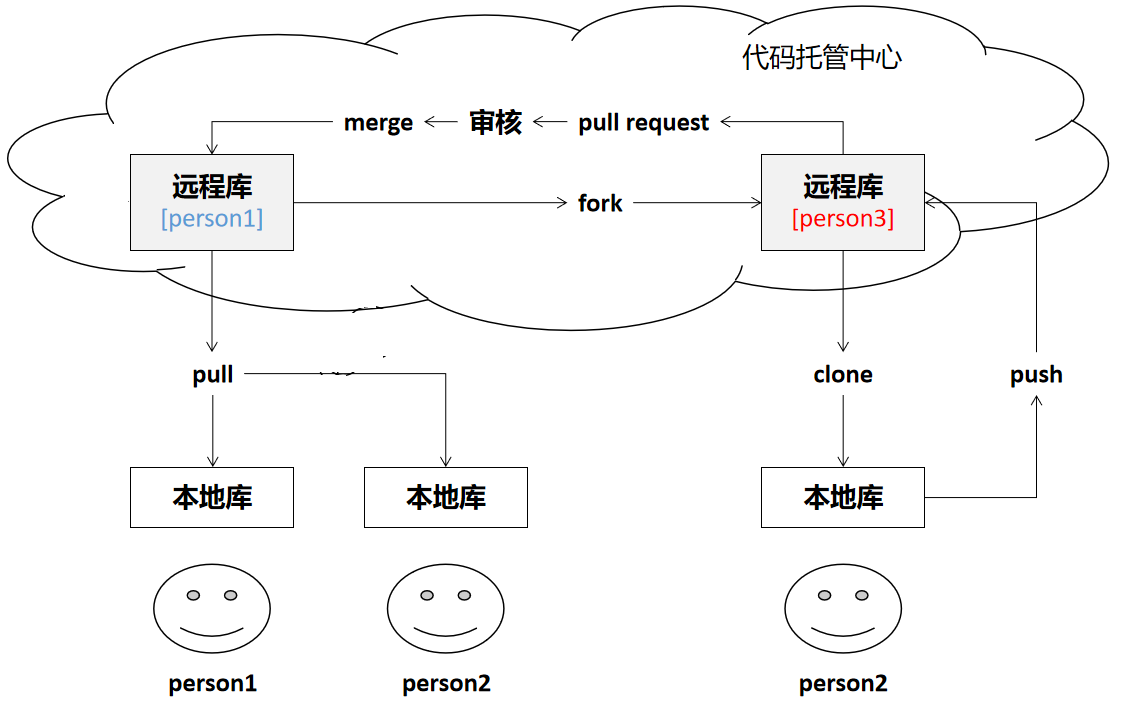 代码托管中心
merge
审核
pull request
远程库
[person1]
fork
远程库
[person3]
pull
clone
push
本地库
本地库
本地库
person1
person2
person2